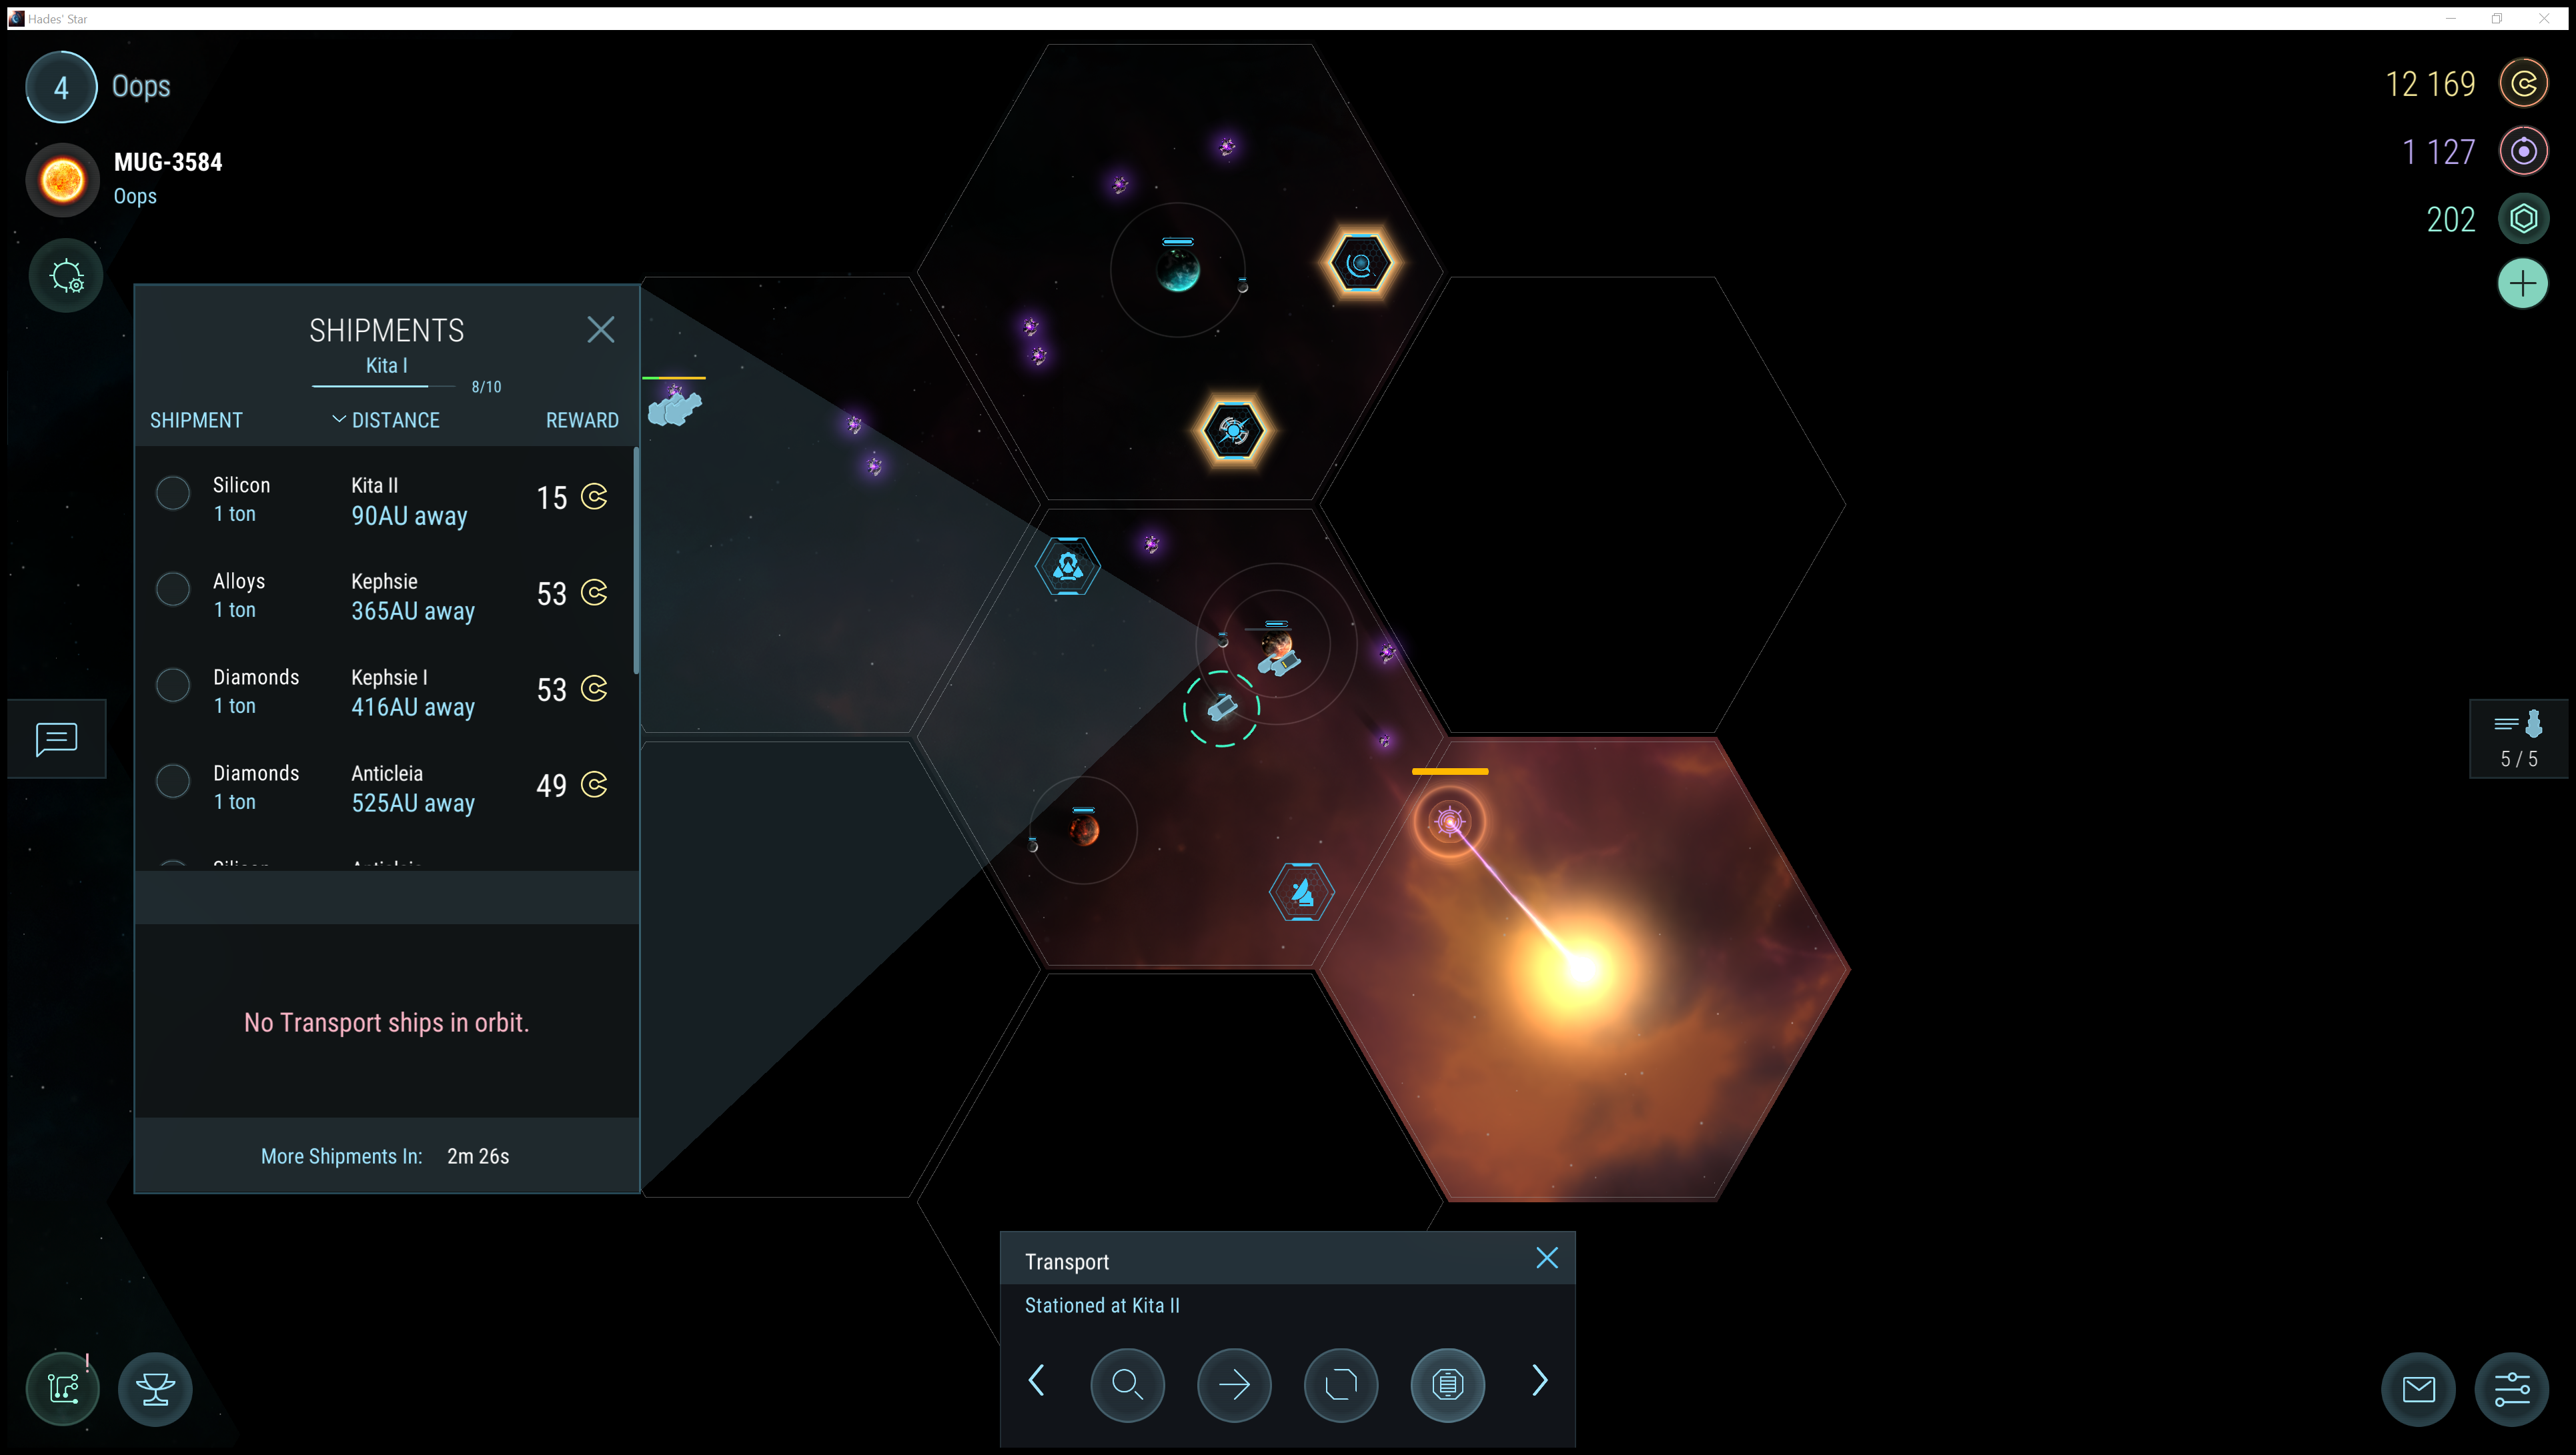 Hades' Star
4
Oops
MUG-3584
Oops
12 169
1 127
202
SHIPMENTS
Kita I
8/10
SHIPMENT DISTANCE REWARD
Silicon Kita II 15
1 ton 90AU away
Alloys Kephsie 53
1 ton 365AU away
Diamonds Kephsie I 53
1 ton 416AU away
Diamonds Anticleia 49
1 ton 525AU away
Silicon Anticleia
No Transport ships in orbit.
More Shipments In: 2m 26s
5 / 5
Transport
Stationed at Kita II
!